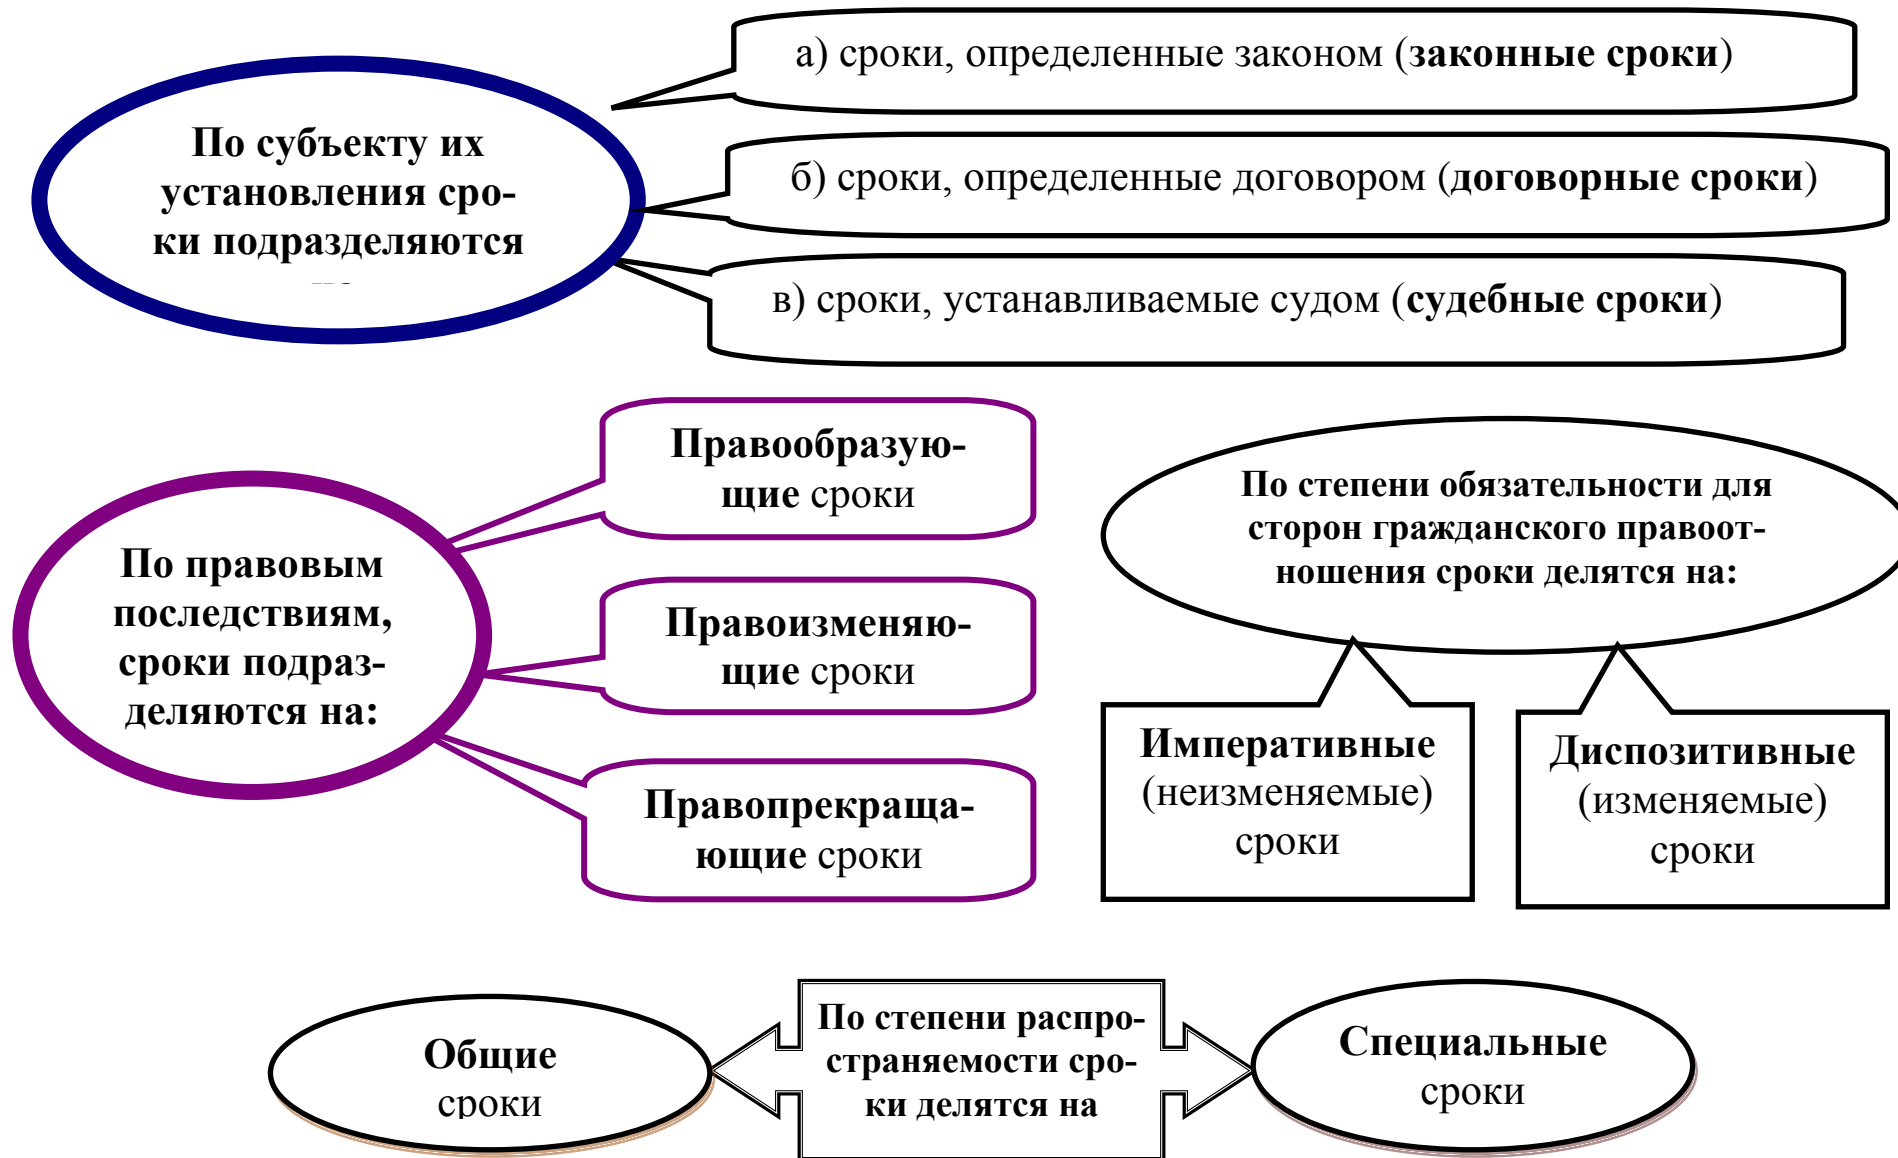 а) сроки, определенные законом (законные сроки)
По субъекту их
установления сро-
ки подразделяются
б) сроки, определенные договором (договорные сроки)
в) сроки, устанавливаемые судом (судебные сроки)
Правообразую-
щие сроки
По правовым
последствиям,
сроки подраз-
деляются на:
Правоизменяю-
щие сроки
Правопрекраща-
ющие сроки
По степени обязательности для
сторон гражданского правоот-
ношения сроки делятся на:
Императивные
(неизменяемые)
сроки
Диспозитивные
(изменяемые)
сроки
Общие
сроки
По степени распро-
страняемости сро-
ки делятся на
Специальные
сроки